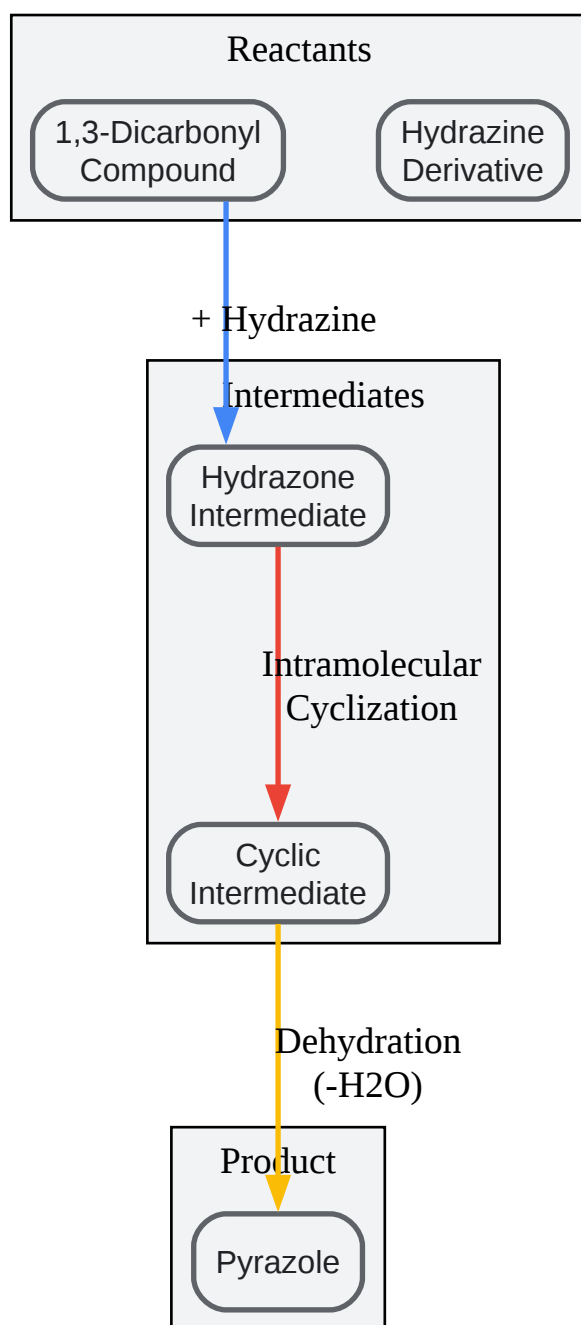 Reactants
1,3-Dicarbonyl
Compound
Hydrazine
Derivative
+ Hydrazine
Intermediates
Hydrazone
Intermediate
Intramolecular
Cyclization
Cyclic
Intermediate
Dehydration
(-H2O)
Product
Pyrazole